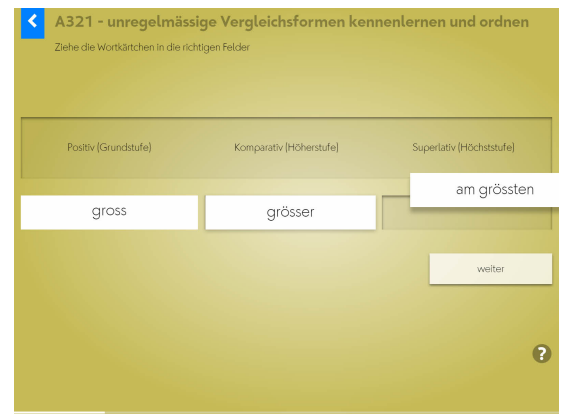 A321 - unregelmässige Vergleichsformen kennenlernen und ordnen
Ziehe die Wortkärtchen in die richtigen Felder
Positiv (Grundstufe)
Komparativ (Höherstufe)
Superlativ (Höchststufe)
am grössten
gross
grösser
weiter
?